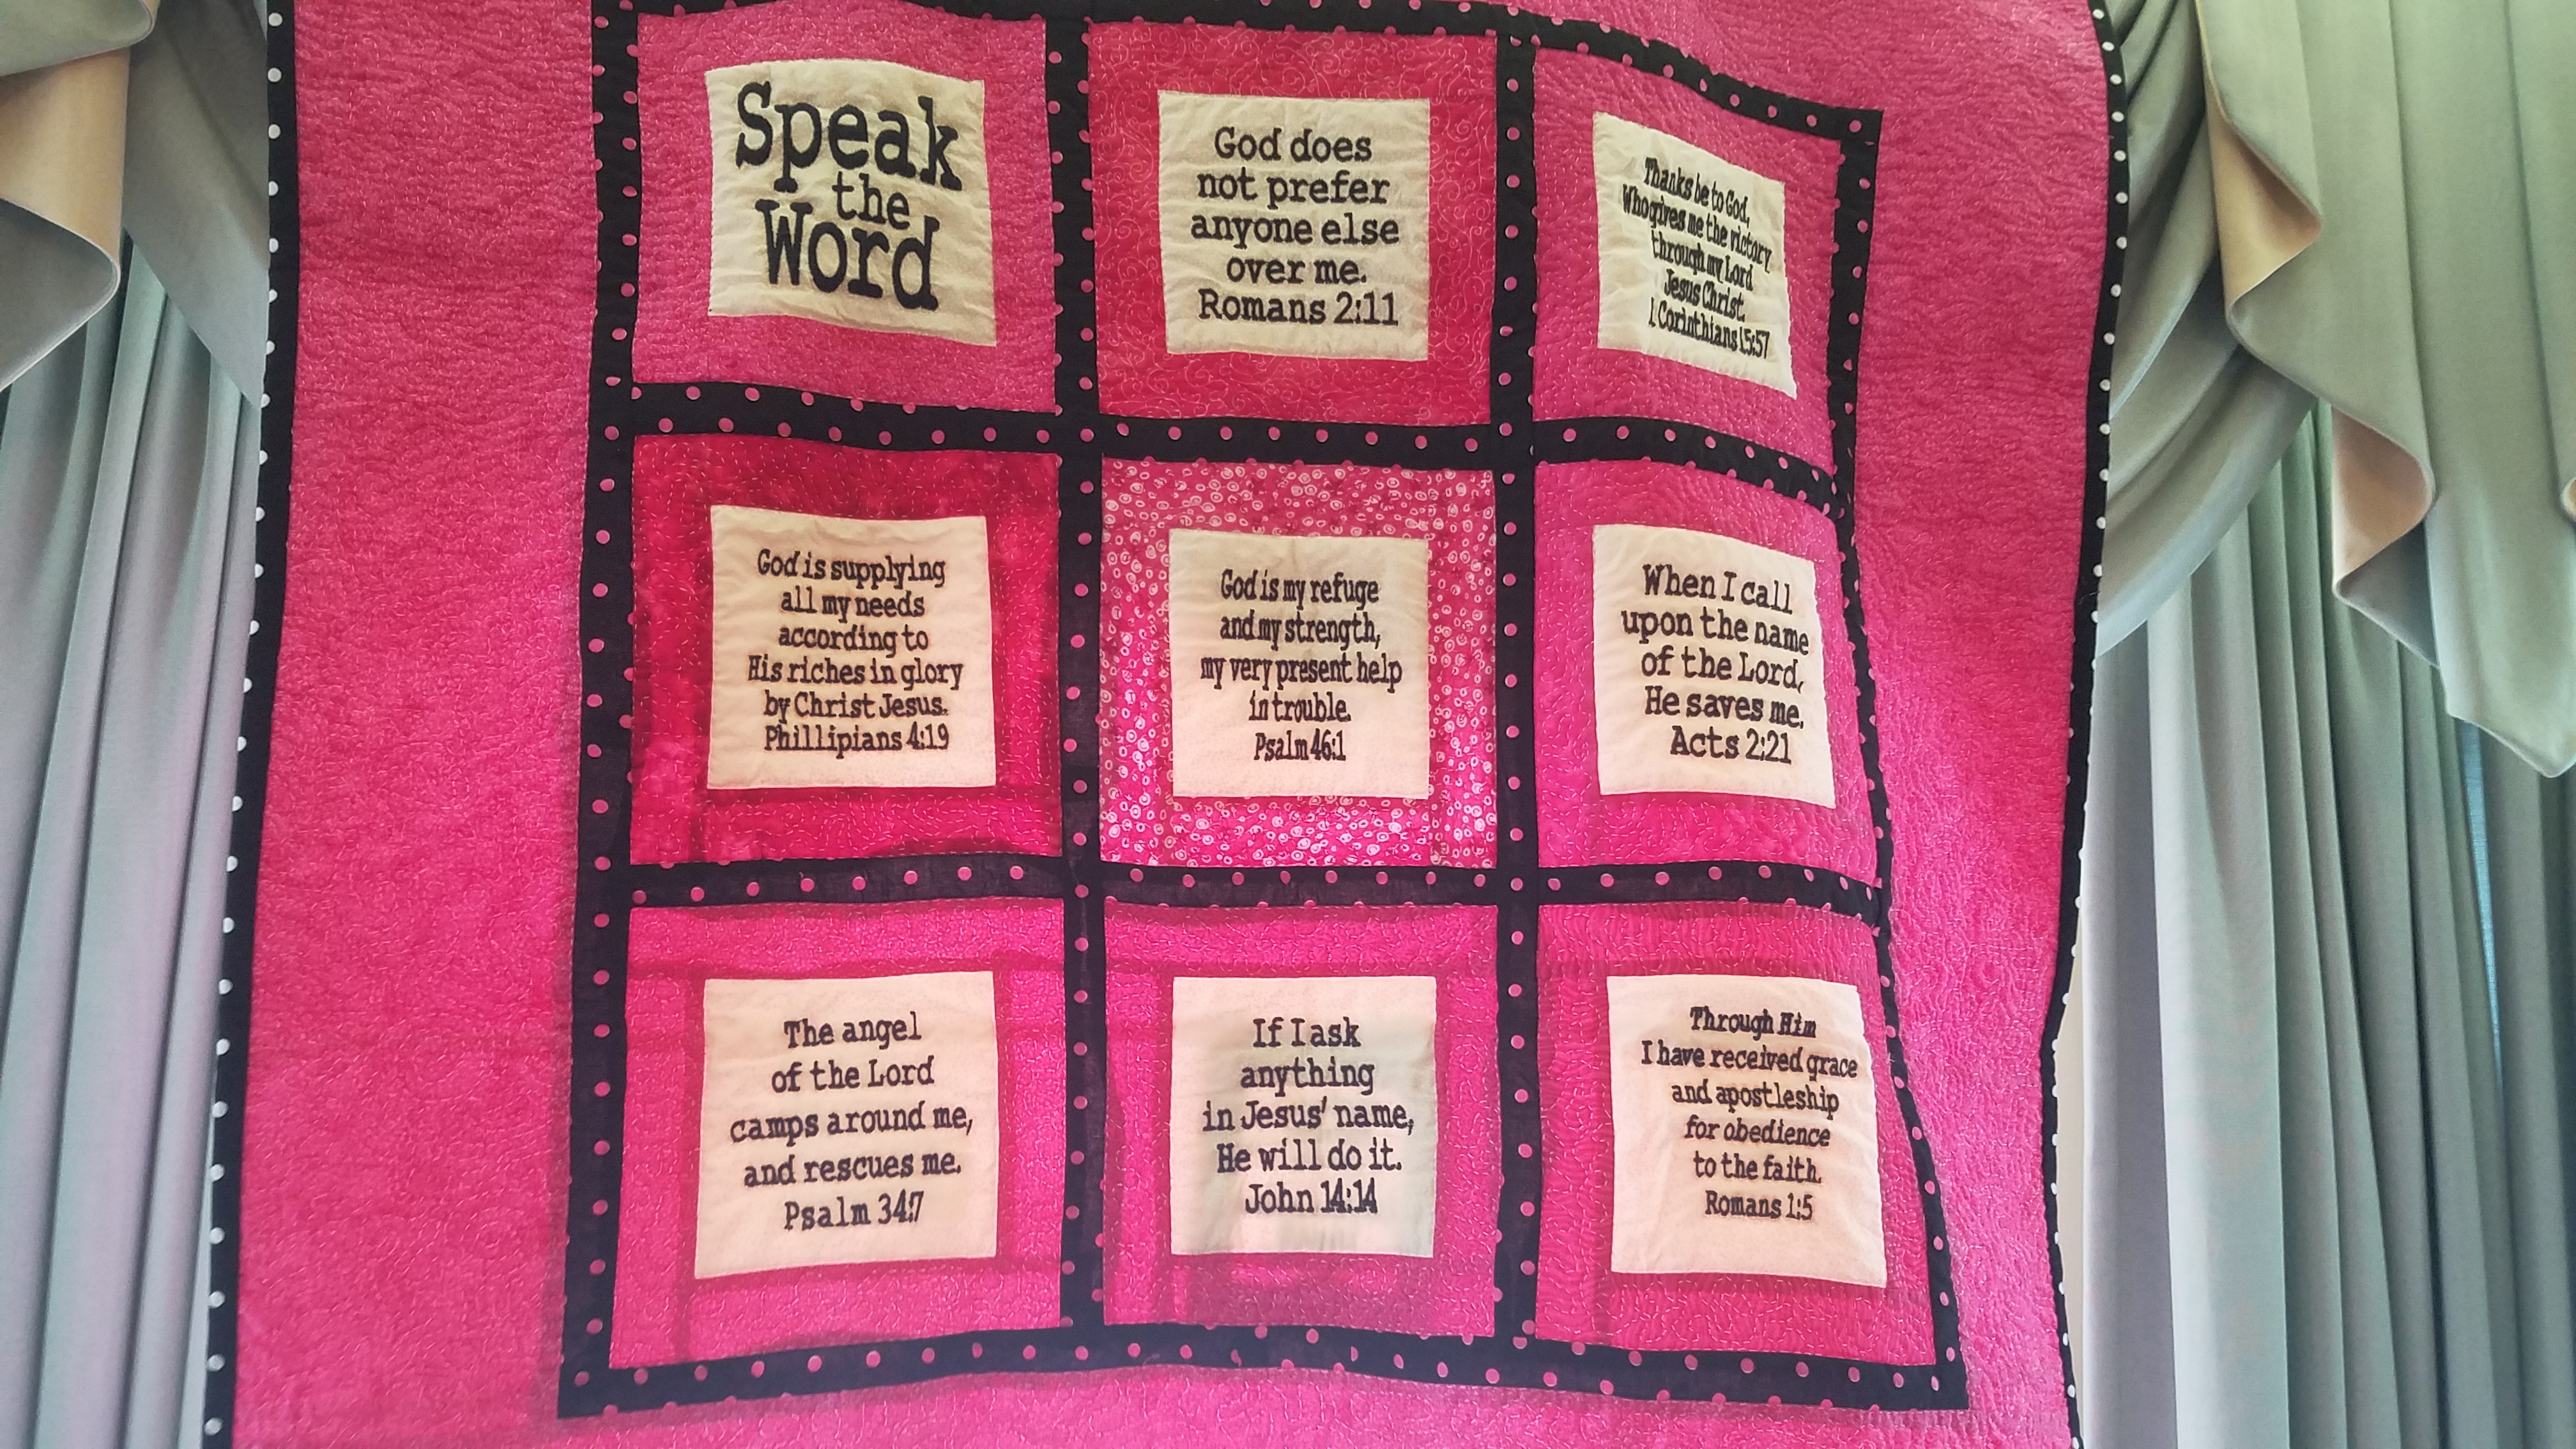 Speak
the
Word
God does
not prefer
anyone else
over me.
Romans 2:11
Thanks be to God,
Who gives me the victory
through my Lord
Jesus Christ.
1 Corinthians 15:57
God is supplying
all my needs
according to
His riches in glory
by Christ Jesus.
Phillipians 4:19
God is my refuge
and my strength,
my very present help
in trouble.
Psalm 46:1
When I call
upon the name
of the Lord,
He saves me.
Acts 2:21
The angel
of the Lord
camps around me,
and rescues me.
Psalm 34:7
If I ask
anything
in Jesus' name,
He will do it.
John 14:14
Through Him
I have received grace
and apostleship
for obedience
to the faith.
Romans 1:5